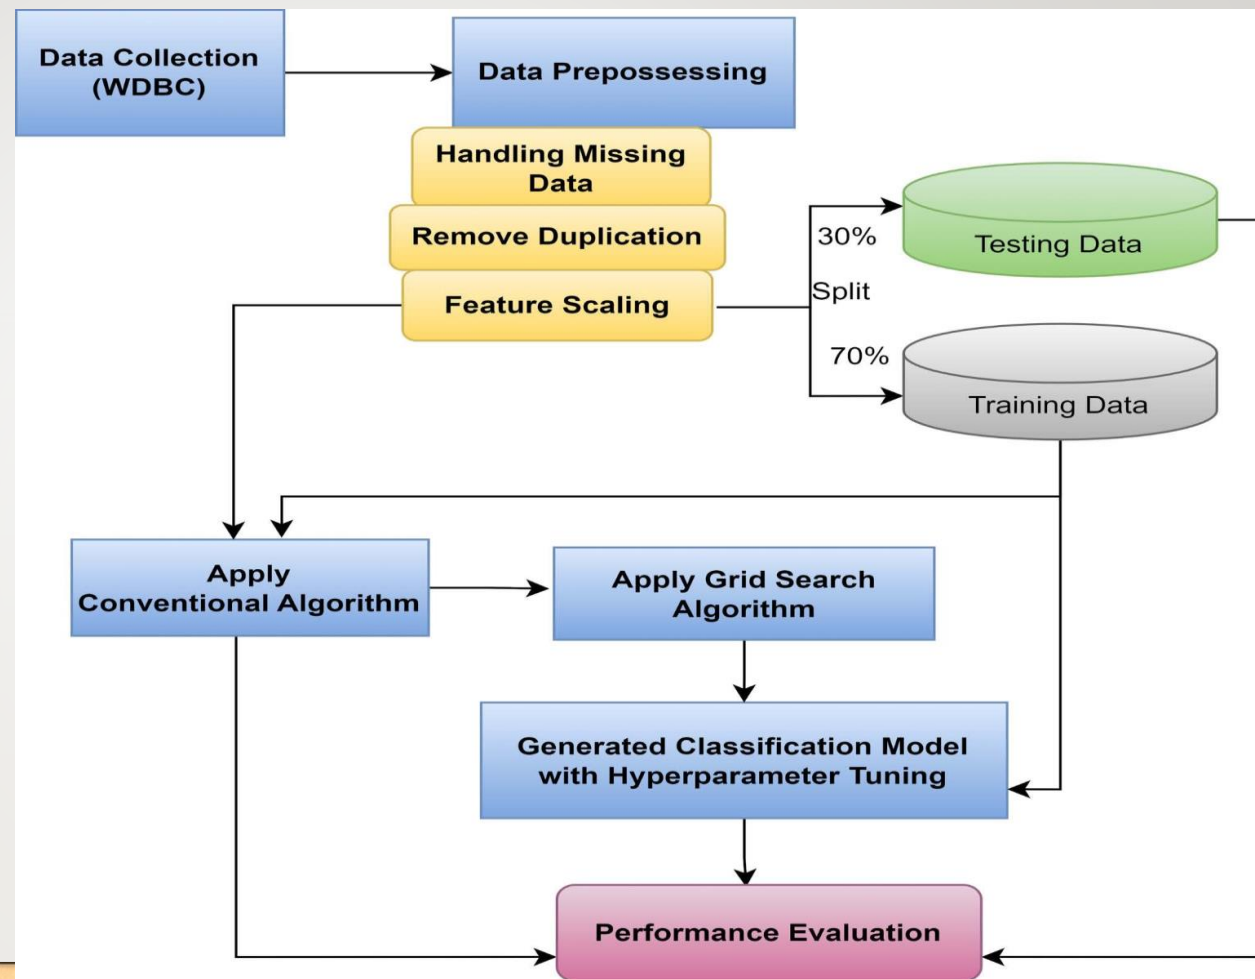 Data Collection
(WDBC)
Data Prepossessing
Handling Missing
Data
Remove Duplication
Feature Scaling
30%
Split
70%
Testing Data
Training Data
Apply
Conventional Algorithm
Apply Grid Search
Algorithm
Generated Classification Model
with Hyperparameter Tuning
Performance Evaluation